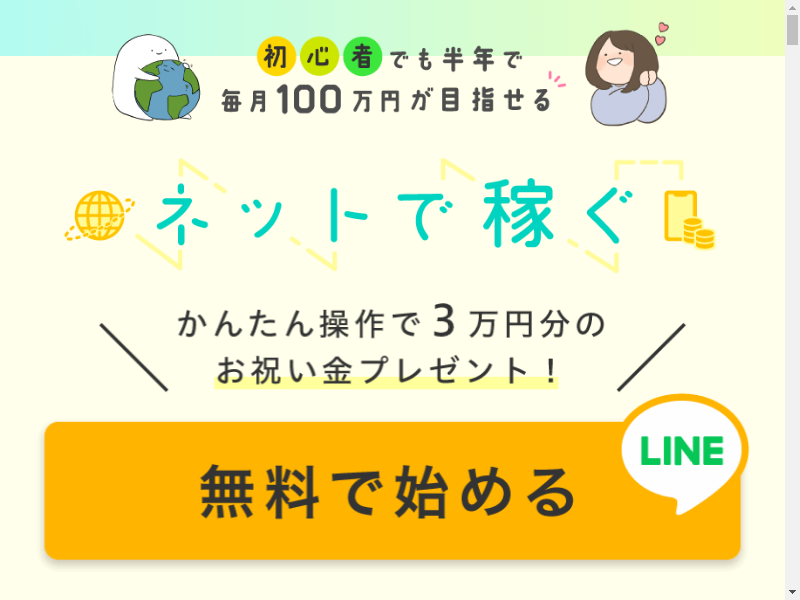 初心者でも半年で
毎月100万円が目指せる
ネットで稼ぐ
かんたん操作で3万円分の
お祝い金プレゼント！
LINE
無料で始める